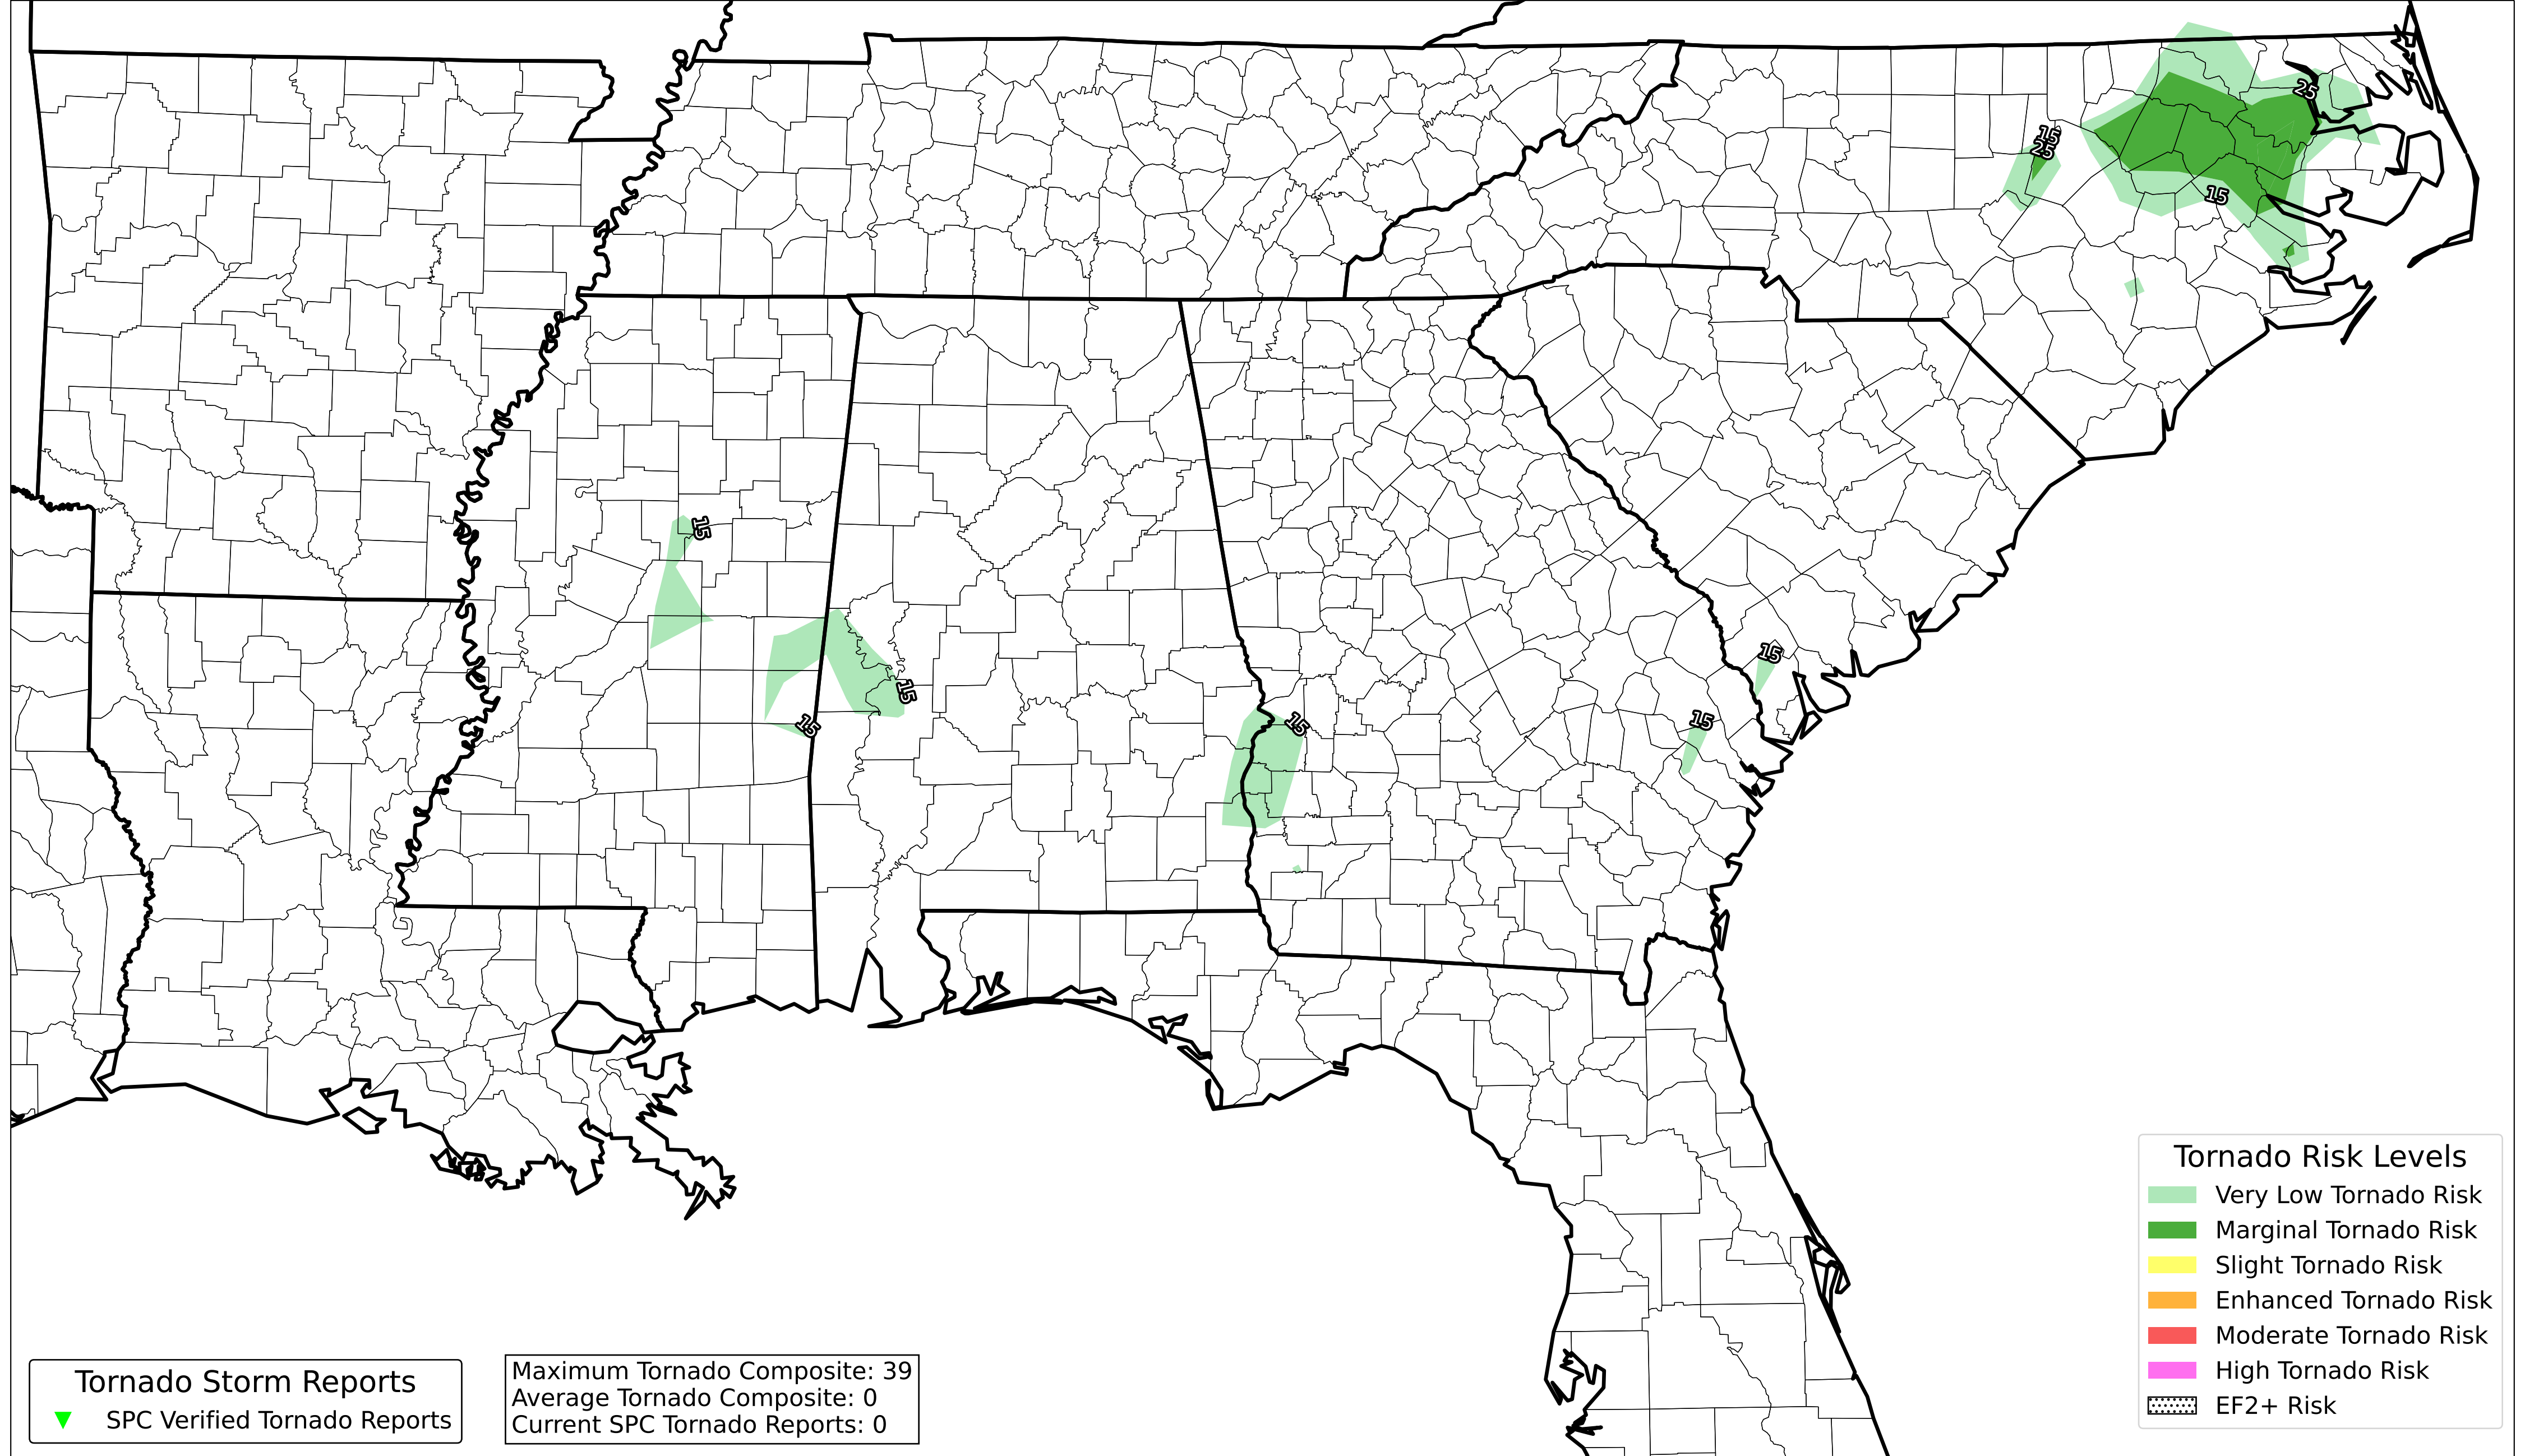 25
15
25
15
15
15
15
15
15
15
Tornado Risk Levels
Very Low Tornado Risk
Marginal Tornado Risk
Slight Tornado Risk
Enhanced Tornado Risk
Moderate Tornado Risk
High Tornado Risk
EF2+ Risk
Tornado Storm Reports
SPC Verified Tornado Reports
Maximum Tornado Composite: 39
Average Tornado Composite: 0
Current SPC Tornado Reports: 0